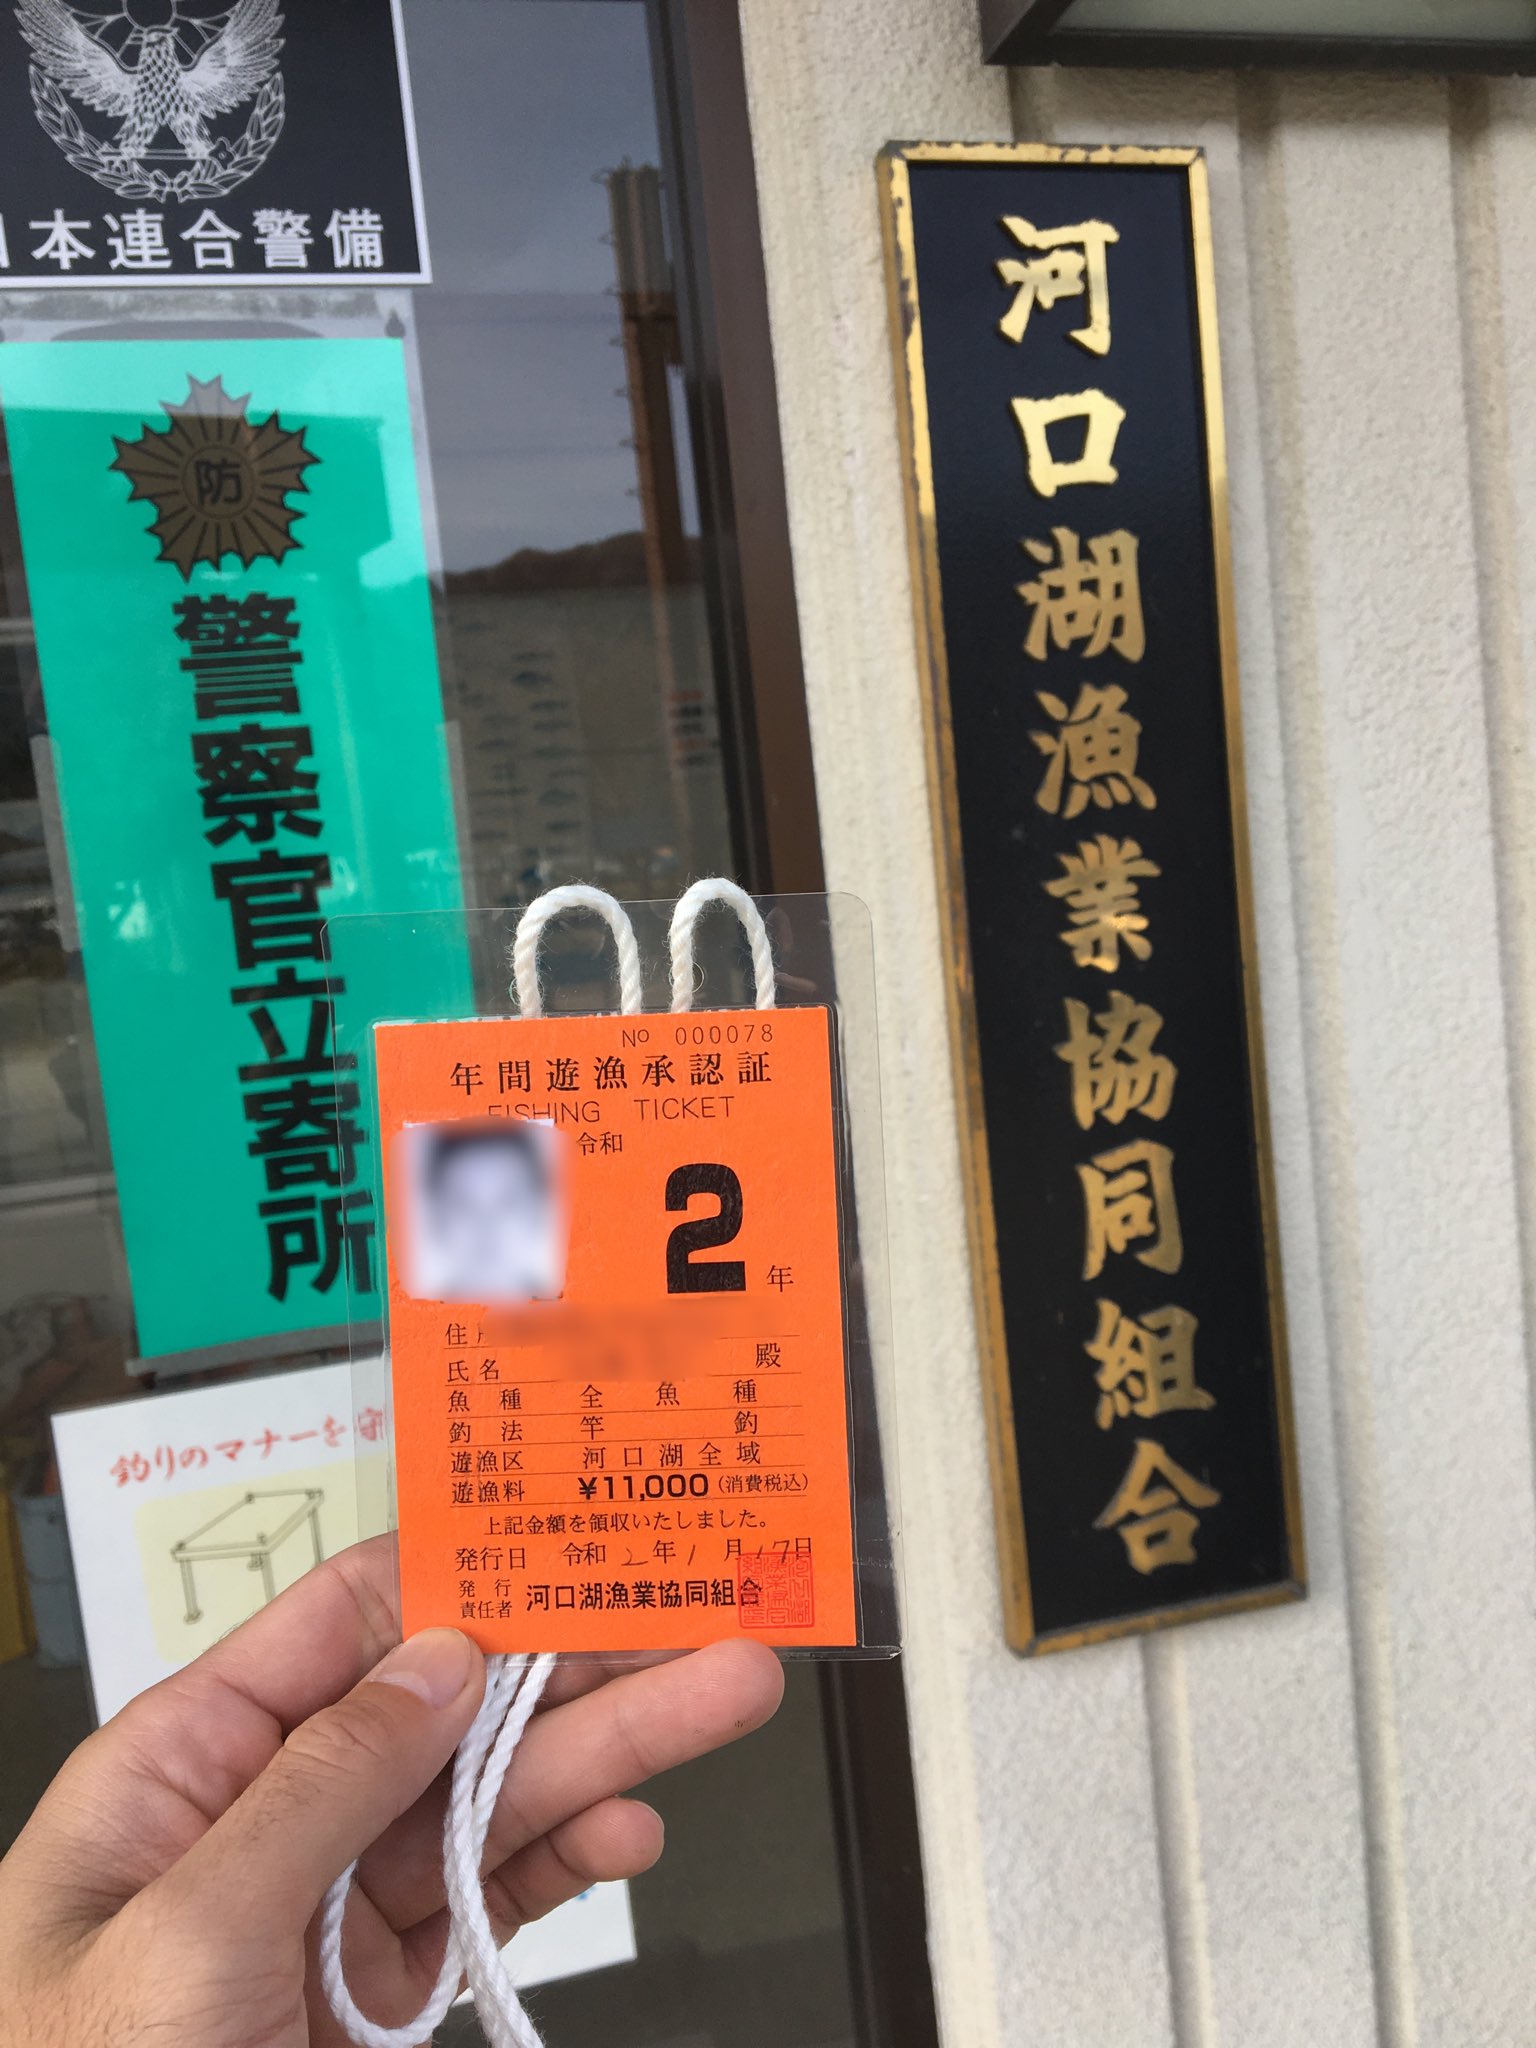 日本連合警備
防
警察官立寄所
釣りのマナーを守
河口湖漁業協同組合
№ 000078
年間遊漁承認証
FISHING TICKET
令和
2年
住
氏名 殿
魚種 全魚種
釣法 竿釣
遊漁区 河口湖全域
遊漁料 ¥11,000(消費税込)
上記金額を領収いたしました。
発行日 令和2年1月17日
発行責任者 河口湖漁業協同組合